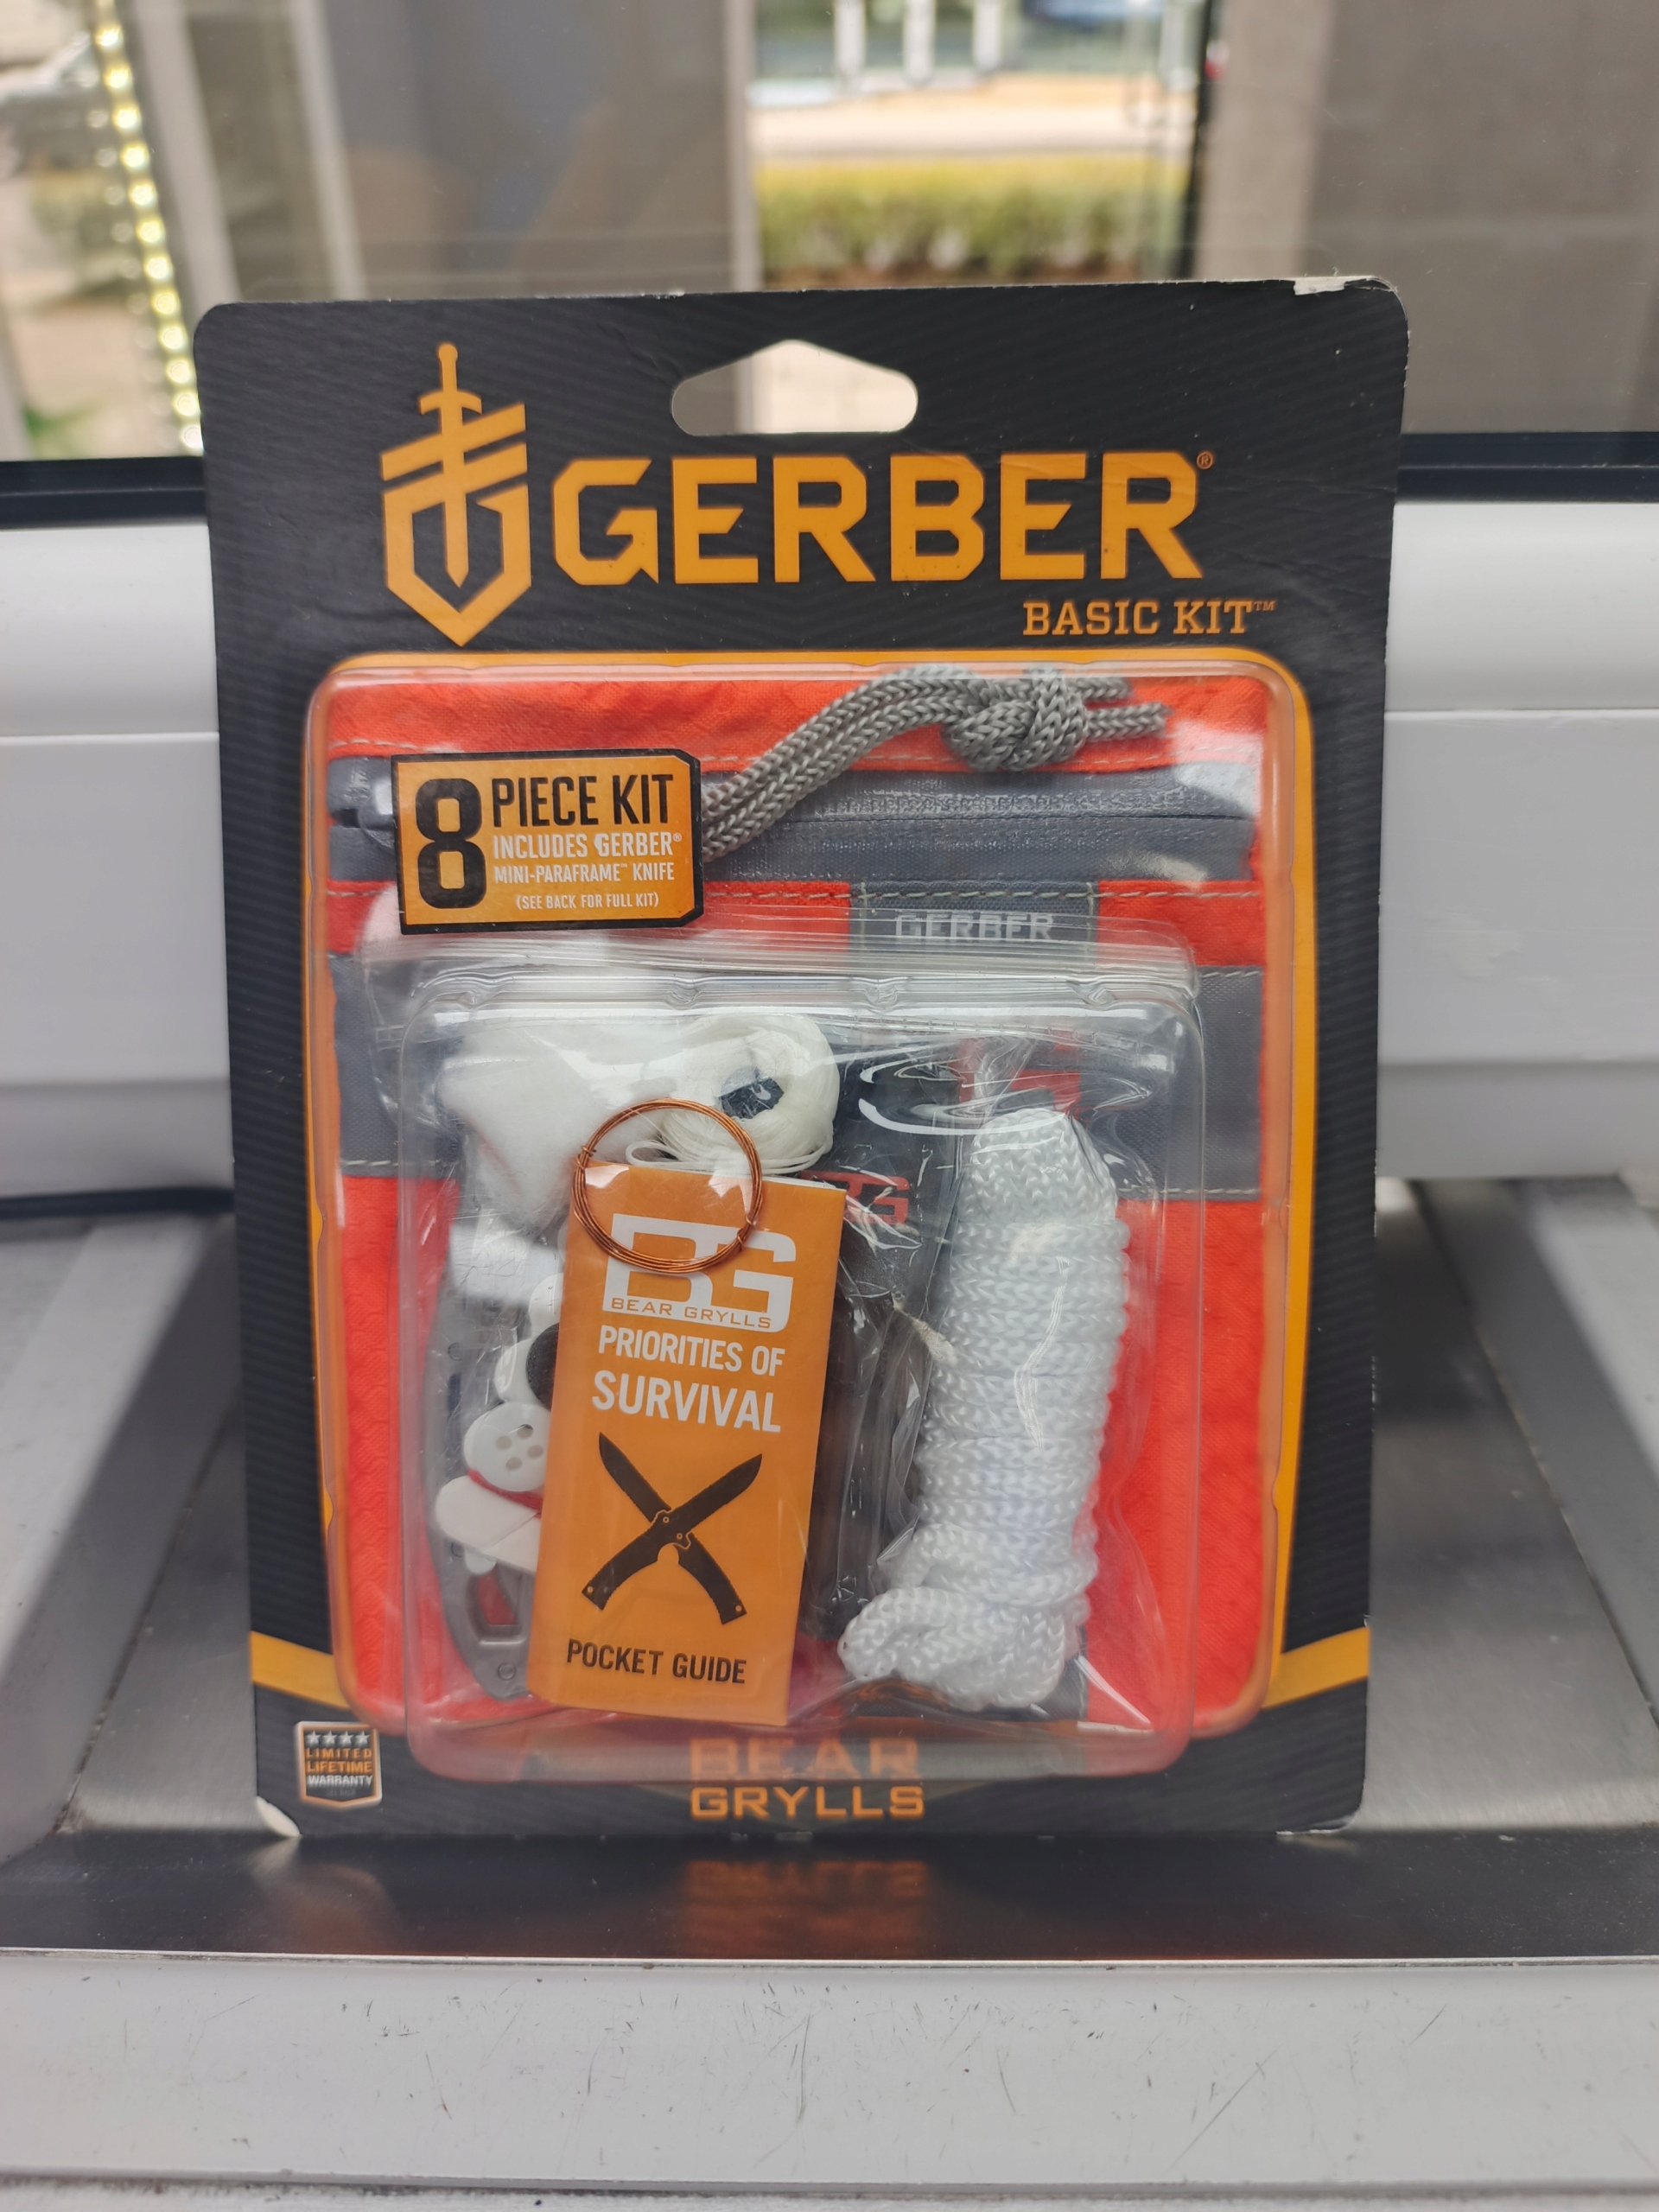 GERBER®
BASIC KIT™
8 PIECE KIT
INCLUDES GERBER®
MINI-PARAFRAME™ KNIFE
(SEE BACK FOR FULL KIT)
GERBER
BG
BEAR GRYLLS
PRIORITIES OF
SURVIVAL
POCKET GUIDE
LIMITED
LIFETIME
WARRANTY
BEAR
GRYLLS